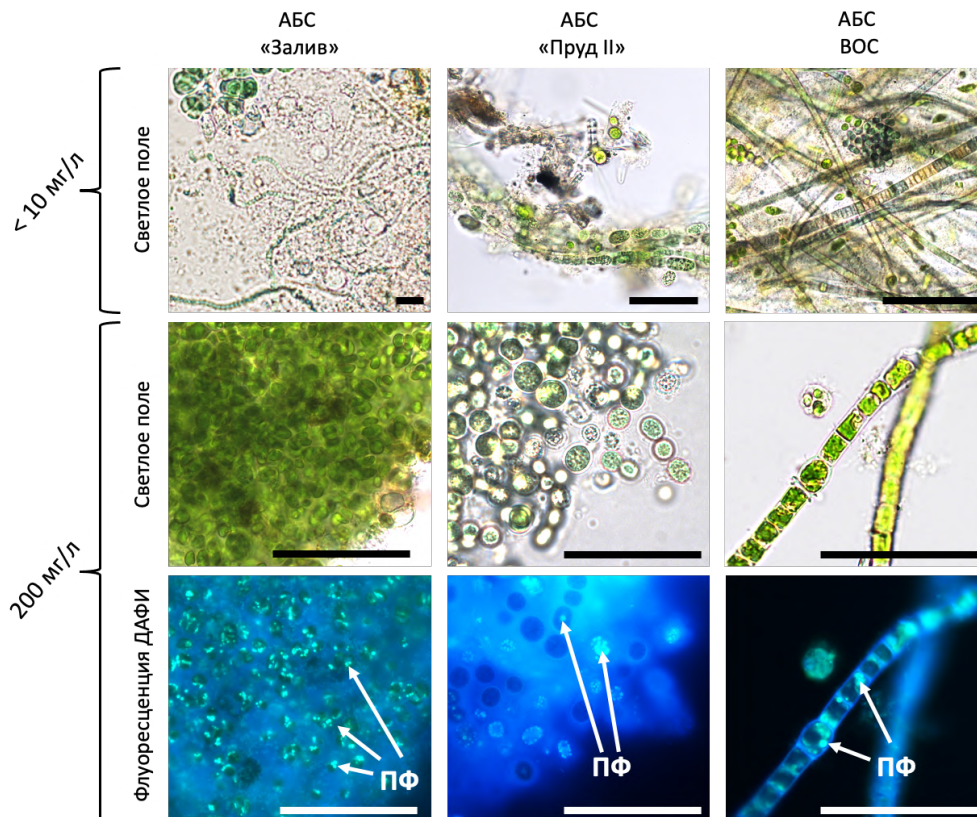 АБС
«Залив»
АБС
«Пруд II»
АБС
ВОС
< 10 мг/л
Светлое поле
200 мг/л
Светлое поле
Флуоресценция ДАФИ
ПФ
ПФ
ПФ